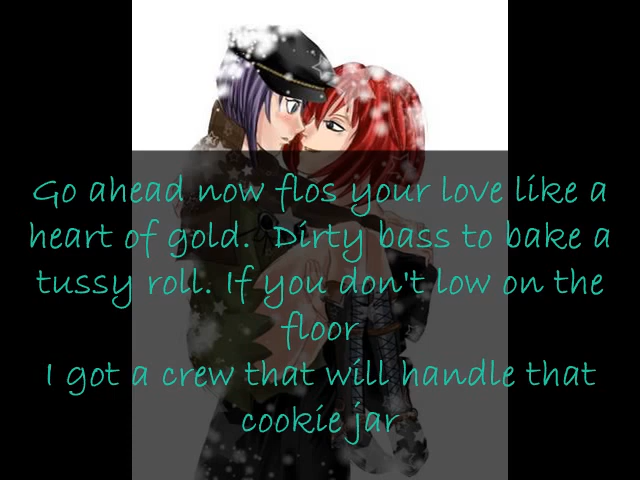 Go ahead now flos your love like a
heart of gold.  Dirty bass to bake a
tussy roll. If you don't low on the
floor
I got a crew that will handle that
cookie jar